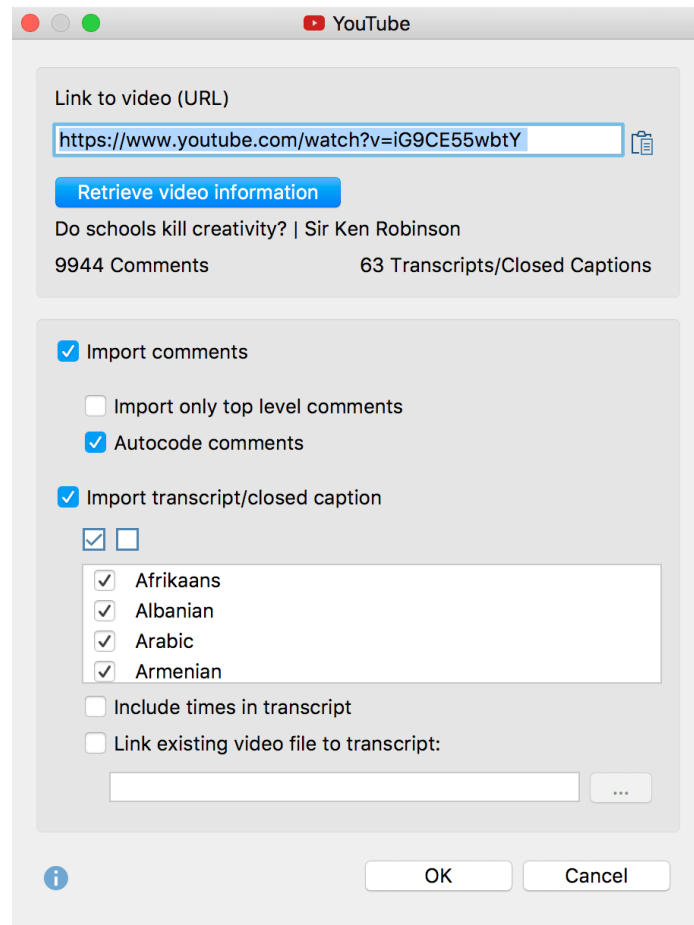 YouTube
Link to video (URL)
https://www.youtube.com/watch?v=iG9CE55wbtY
Retrieve video information
Do schools kill creativity? | Sir Ken Robinson
9944 Comments 63 Transcripts/Closed Captions
Import comments
Import only top level comments
Autocode comments
Import transcript/closed caption
Afrikaans
Albanian
Arabic
Armenian
Include times in transcript
Link existing video file to transcript:
...
OK Cancel